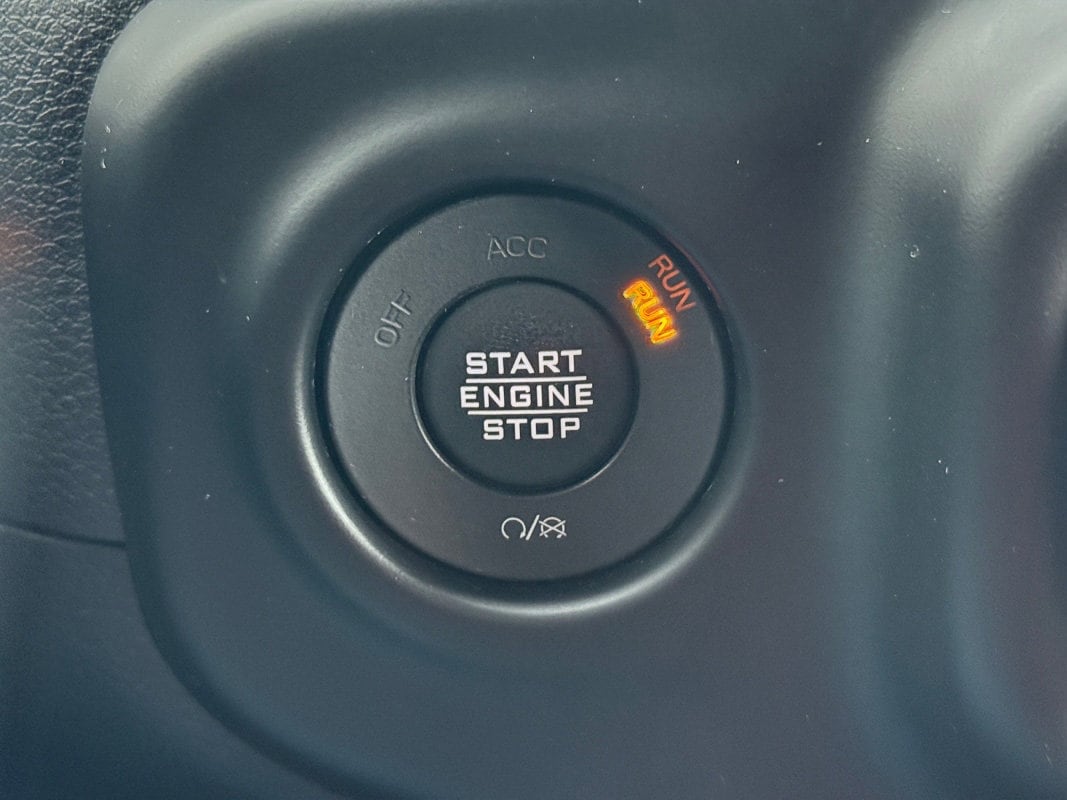 ACC
RUN
RUN
OFF
START
ENGINE
STOP